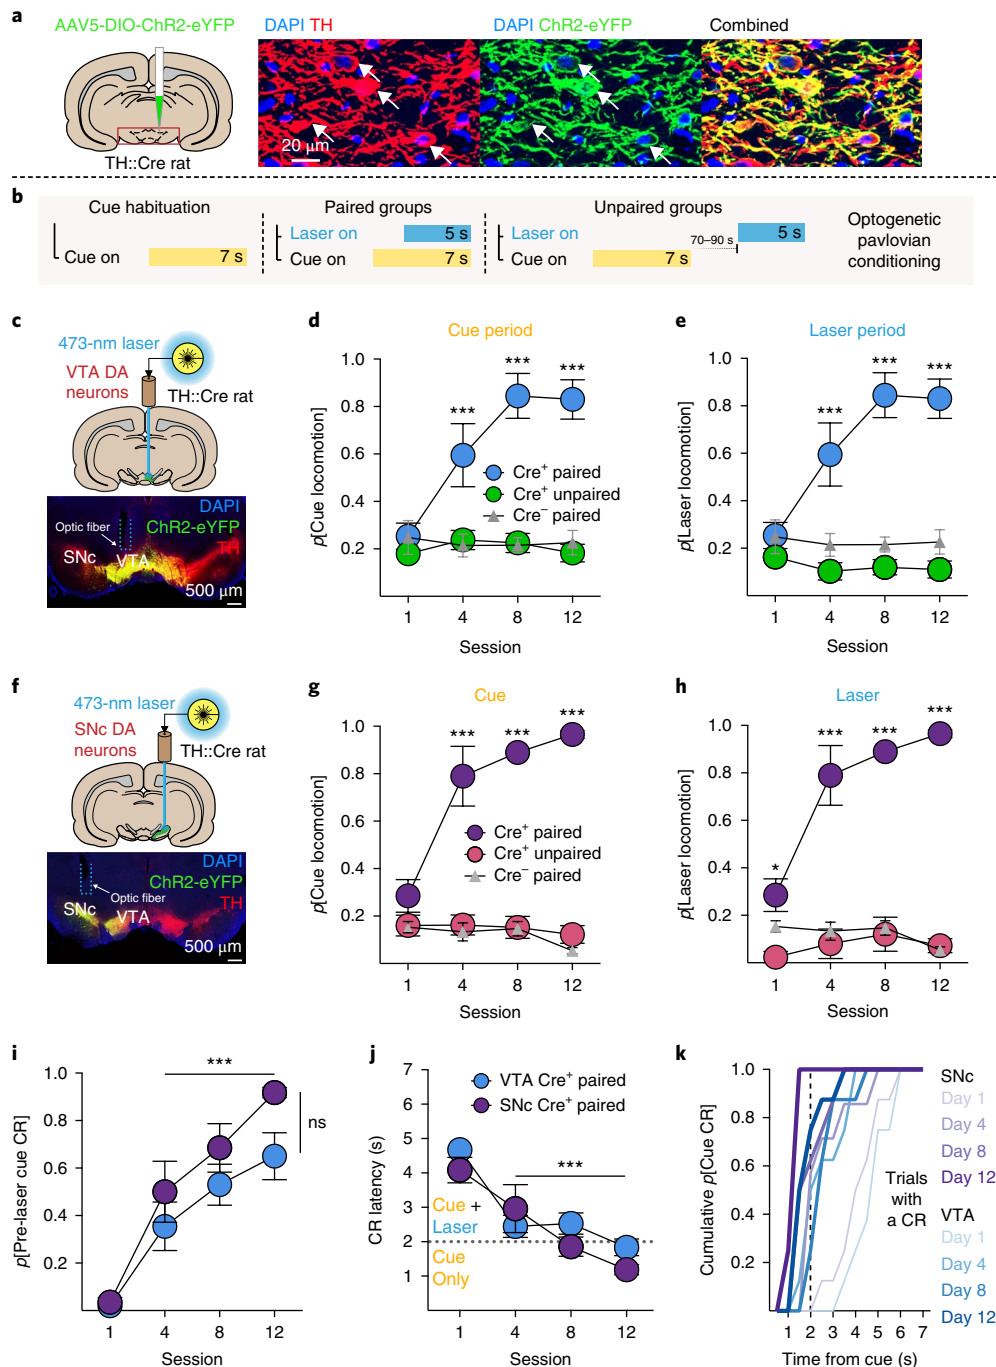 a
AAV5-DIO-ChR2-eYFP
TH::Cre rat
DAPI TH
20 µm
DAPI ChR2-eYFP
Combined
b
Cue habituation
Cue on
7 s
Paired groups
Laser on
5 s
Cue on
7 s
Unpaired groups
Laser on
70–90 s
5 s
Cue on
7 s
Optogenetic
pavlovian
conditioning
c
473-nm laser
VTA DA
neurons
TH::Cre rat
DAPI
ChR2-eYFP
TH
Optic fiber
SNc
VTA
500 µm
d
Cue period
p[Cue locomotion]
1.0
0.8
0.6
0.4
0.2
***
***
***
Cre+ paired
Cre+ unpaired
Cre− paired
1 4 8 12
Session
e
Laser period
p[Laser locomotion]
1.0
0.8
0.6
0.4
0.2
***
***
***
1 4 8 12
Session
f
473-nm laser
SNc DA
neurons
TH::Cre rat
DAPI
ChR2-eYFP
TH
Optic fiber
SNc
VTA
500 µm
g
Cue
p[Cue locomotion]
1.0
0.8
0.6
0.4
0.2
***
***
***
Cre+ paired
Cre+ unpaired
Cre− paired
1 4 8 12
Session
h
Laser
p[Laser locomotion]
1.0
0.8
0.6
0.4
0.2
*
***
***
***
1 4 8 12
Session
i
p[Pre-laser cue CR]
1.0
0.8
0.6
0.4
0.2
***
ns
1 4 8 12
Session
j
CR latency (s)
7
6
5
4
3
2
1
VTA Cre+ paired
SNc Cre+ paired
***
Cue +
Laser
Cue
Only
1 4 8 12
Session
k
Cumulative p[Cue CR]
1.0
0.8
0.6
0.4
0.2
Trials
with
a CR
1 2 3 4 5 6 7
Time from cue (s)
SNc
Day 1
Day 4
Day 8
Day 12
VTA
Day 1
Day 4
Day 8
Day 12